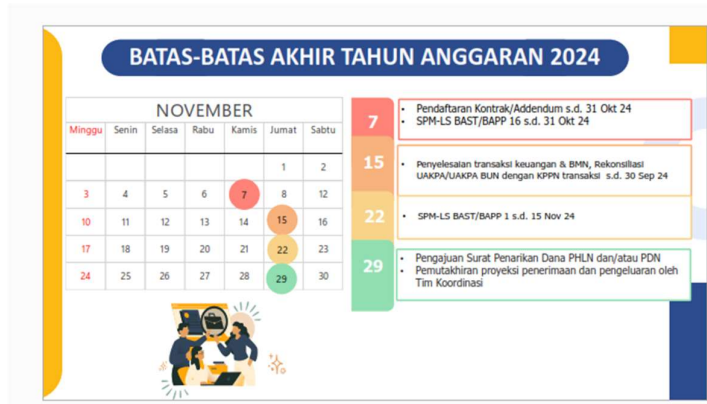 BATAS-BATAS AKHIR TAHUN ANGGARAN 2024
NOVEMBER
Minggu Senin Selasa Rabu Kamis Jumat Sabtu
1 2
3 4 5 6 7 8 12
10 11 12 13 14 15 16
17 18 19 20 21 22 23
24 25 26 27 28 29 30
7
• Pendaftaran Kontrak/Addendum s.d. 31 Okt 24
• SPM-LS BAST/BAPP 16 s.d. 31 Okt 24
15
• Penyelesaian transaksi keuangan & BMN, Rekonsiliasi
UAKPA/UAKPA BUN dengan KPPN transaksi s.d. 30 Sep 24
22
• SPM-LS BAST/BAPP 1 s.d. 15 Nov 24
29
• Pengajuan Surat Penarikan Dana PHLN dan/atau PDN
• Pemutakhiran proyeksi penerimaan dan pengeluaran oleh
Tim Koordinasi